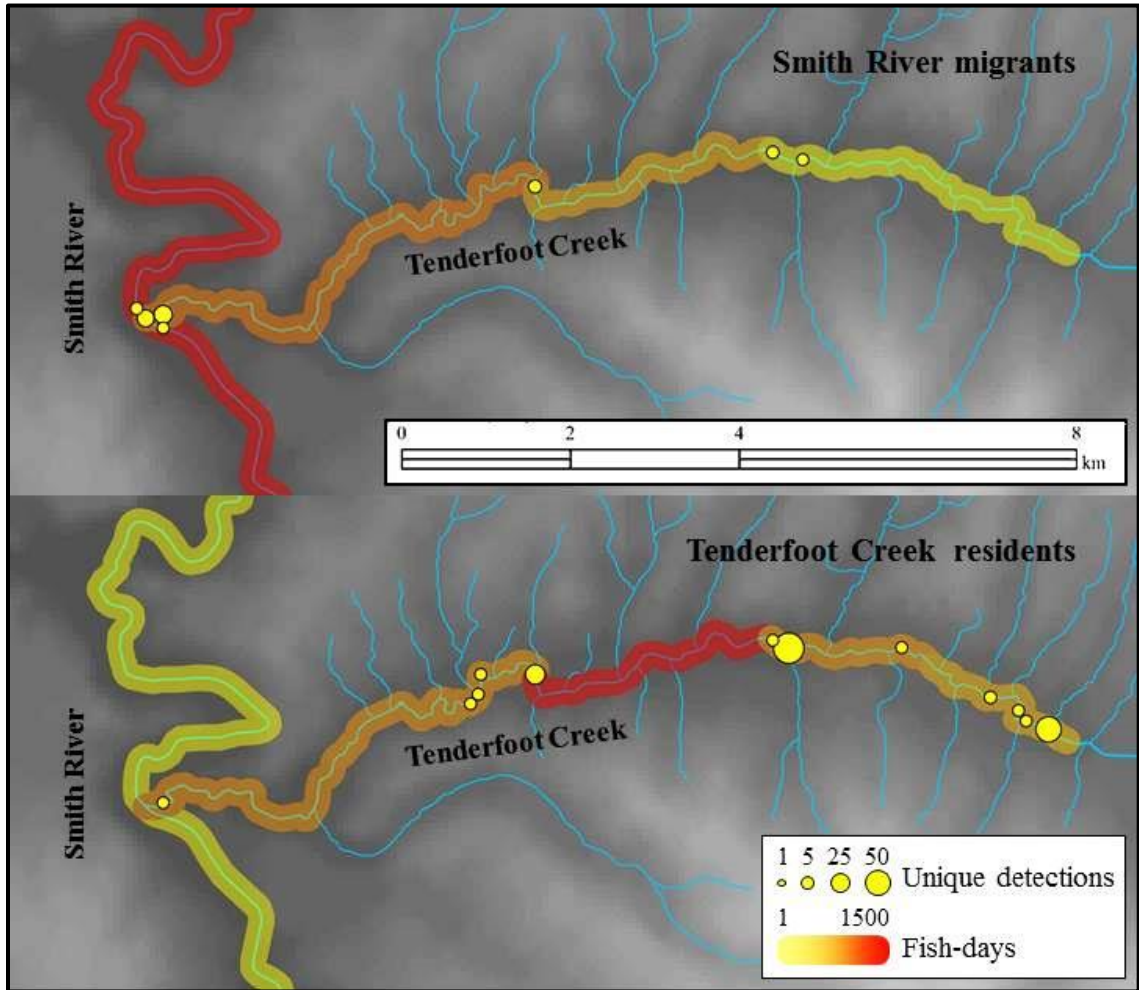 Smith River migrants
Smith River
Tenderfoot Creek
0 2 4 8
km
Tenderfoot Creek residents
Smith River
Tenderfoot Creek
1 5 25 50
Unique detections
1 1500
Fish-days